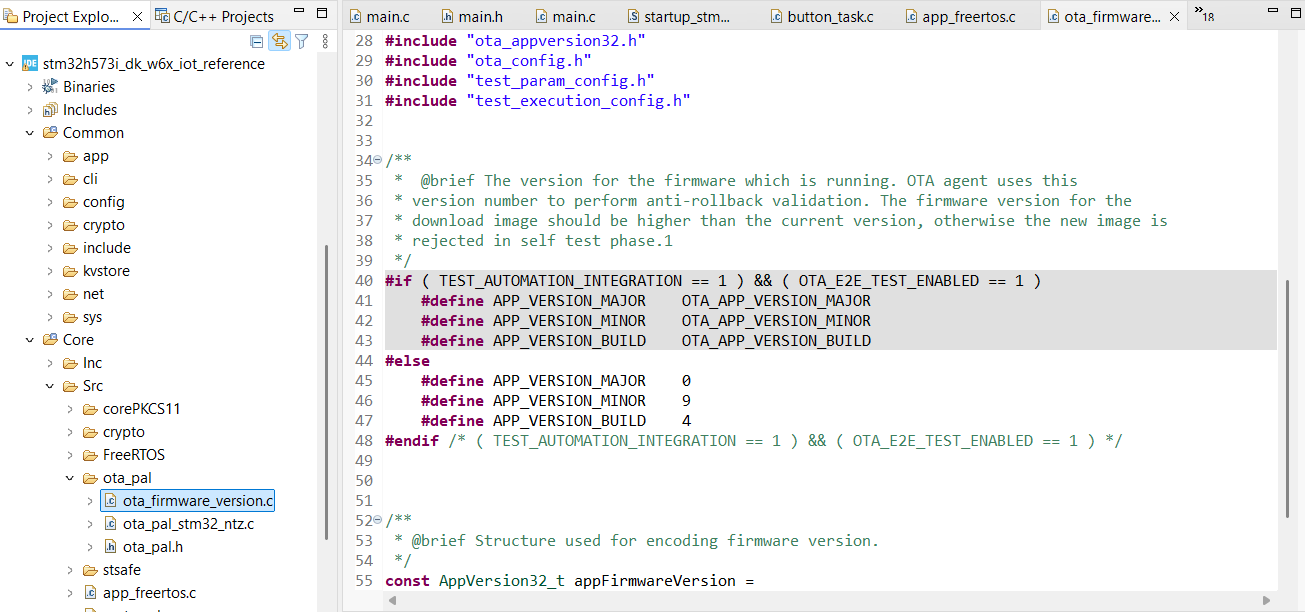 Project Explo...
C/C++ Projects
stm32h573i_dk_w6x_iot_reference
Binaries
Includes
Common
app
cli
config
crypto
include
kvstore
net
sys
Core
Inc
Src
corePKCS11
crypto
FreeRTOS
ota_pal
ota_firmware_version.c
ota_pal_stm32_ntz.c
ota_pal.h
stsafe
app_freertos.c
main.c
main.h
main.c
startup_stm...
button_task.c
app_freertos.c
ota_firmware...
»18
28 #include "ota_appversion32.h"
29 #include "ota_config.h"
30 #include "test_param_config.h"
31 #include "test_execution_config.h"
32
33
34 /**
35  *  @brief The version for the firmware which is running. OTA agent uses this
36  * version number to perform anti-rollback validation. The firmware version for the
37  * download image should be higher than the current version, otherwise the new image is
38  * rejected in self test phase.1
39  */
40 #if ( TEST_AUTOMATION_INTEGRATION == 1 ) && ( OTA_E2E_TEST_ENABLED == 1 )
41     #define APP_VERSION_MAJOR    OTA_APP_VERSION_MAJOR
42     #define APP_VERSION_MINOR    OTA_APP_VERSION_MINOR
43     #define APP_VERSION_BUILD    OTA_APP_VERSION_BUILD
44 #else
45     #define APP_VERSION_MAJOR    0
46     #define APP_VERSION_MINOR    9
47     #define APP_VERSION_BUILD    4
48 #endif /* ( TEST_AUTOMATION_INTEGRATION == 1 ) && ( OTA_E2E_TEST_ENABLED == 1 ) */
49
50
51
52 /**
53  * @brief Structure used for encoding firmware version.
54  */
55 const AppVersion32_t appFirmwareVersion =